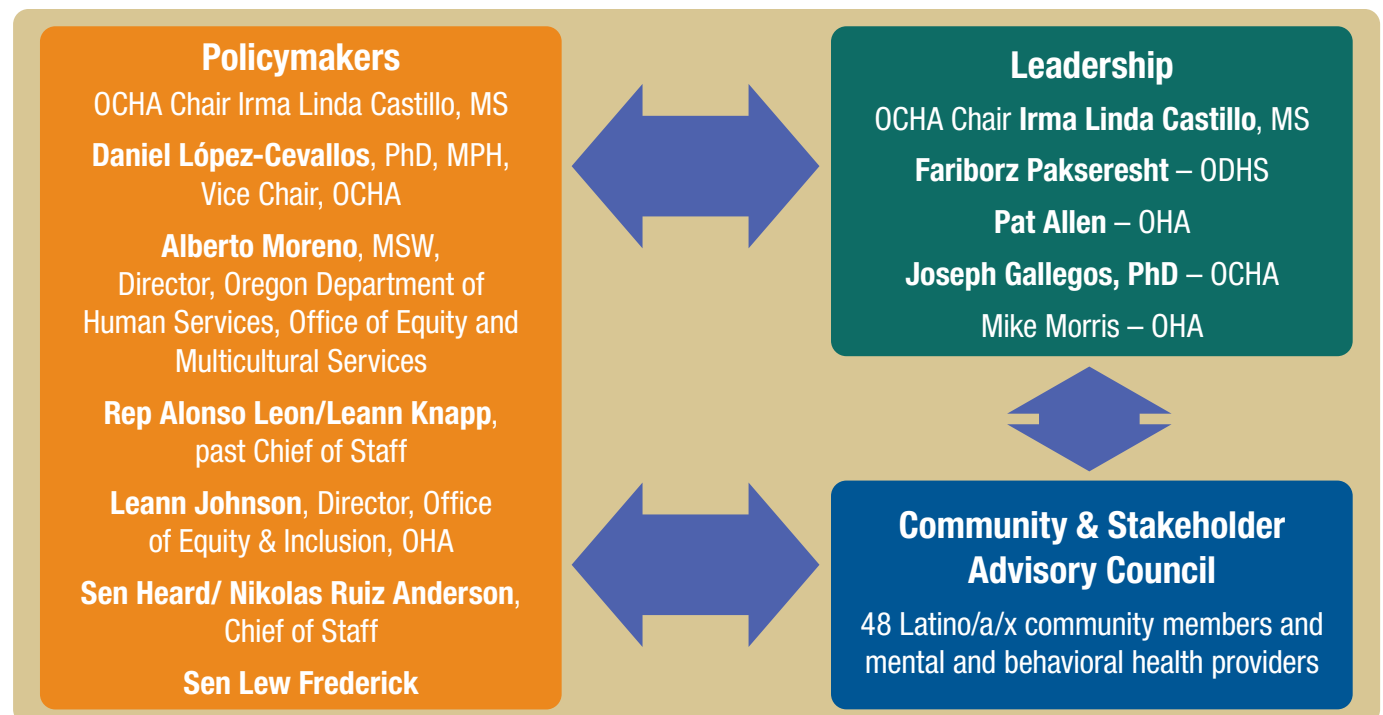 Policymakers
OCHA Chair Irma Linda Castillo, MS
Daniel López-Cevallos, PhD, MPH,
Vice Chair, OCHA
Alberto Moreno, MSW,
Director, Oregon Department of
Human Services, Office of Equity and
Multicultural Services
Rep Alonso Leon/Leann Knapp,
past Chief of Staff
Leann Johnson, Director, Office
of Equity & Inclusion, OHA
Sen Heard/ Nikolas Ruiz Anderson,
Chief of Staff
Sen Lew Frederick
Leadership
OCHA Chair Irma Linda Castillo, MS
Fariborz Pakseresht – ODHS
Pat Allen – OHA
Joseph Gallegos, PhD – OCHA
Mike Morris – OHA
Community & Stakeholder
Advisory Council
48 Latino/a/x community members and
mental and behavioral health providers